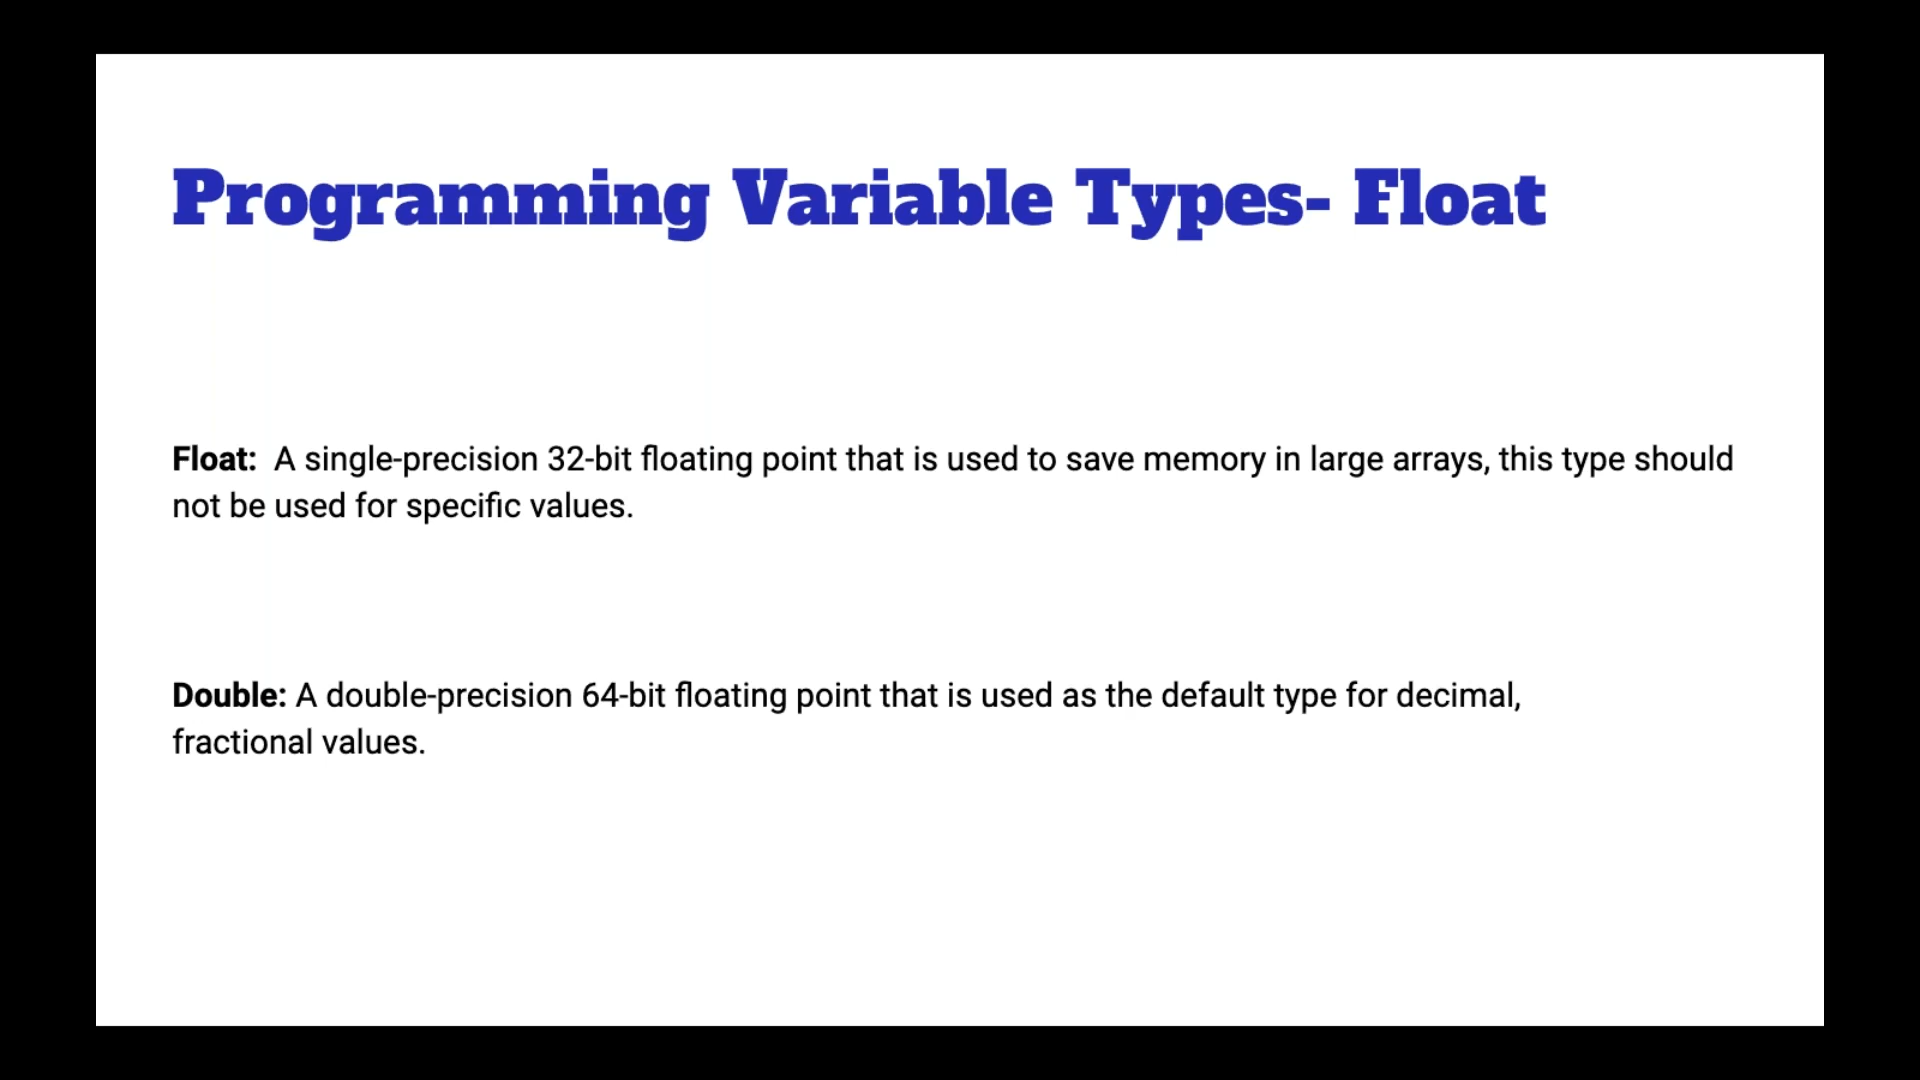 Programming Variable Types- Float
Float:  A single-precision 32-bit floating point that is used to save memory in large arrays, this type should
not be used for specific values.
Double: A double-precision 64-bit floating point that is used as the default type for decimal,
fractional values.